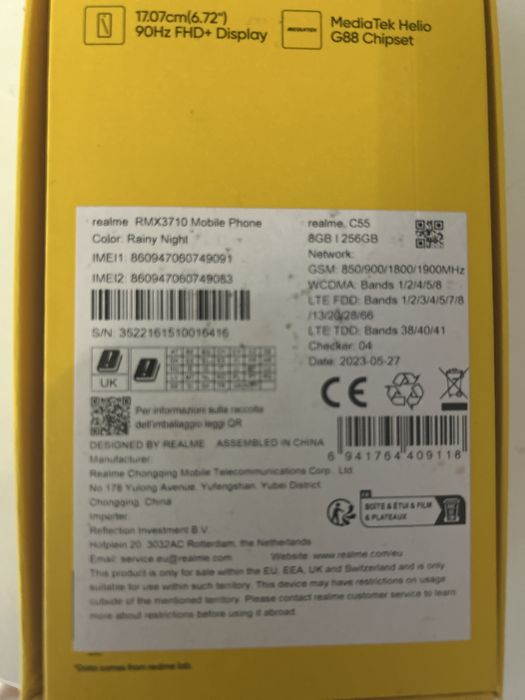 17.07cm(6.72")
90Hz FHD+ Display
MEDIATEK
MediaTek Helio
G88 Chipset
realme RMX3710 Mobile Phone
Color: Rainy Night
IMEI1: 860947060749091
IMEI2: 860947060749083
S/N: 3522161510016416
UK
Per informazioni sulla raccolta
dell'imballaggio leggi QR
realme C55
8GB | 256GB
Network:
GSM: 850/900/1800/1900MHz
WCDMA: Bands 1/2/4/5/8
LTE FDD: Bands 1/2/3/4/5/7/8
/13/20/28/66
LTE TDD: Bands 38/40/41
Checker: 04
Date: 2023-05-27
CE
6 941764 409118
DESIGNED BY REALME ASSEMBLED IN CHINA
Manufacturer:
Realme Chongqing Mobile Telecommunications Corp., Ltd.
No.178 Yulong Avenue, Yufengshan, Yubei District,
Chongqing, China
Importer:
Reflection Investment B.V.
Hofplein 20, 3032AC Rotterdam, the Netherlands
Email: service.eu@realme.com Website: www.realme.com/eu
FR
BOÎTE & ÉTUI & FILM
& PLATEAUX
This product is only for sale within the EU, EEA, UK and Switzerland and is only
suitable for use within such territory. This device may have restrictions on usage
outside of the mentioned territory. Please contact realme customer service to learn
more about restrictions before using it abroad.
*Data comes from realme lab.